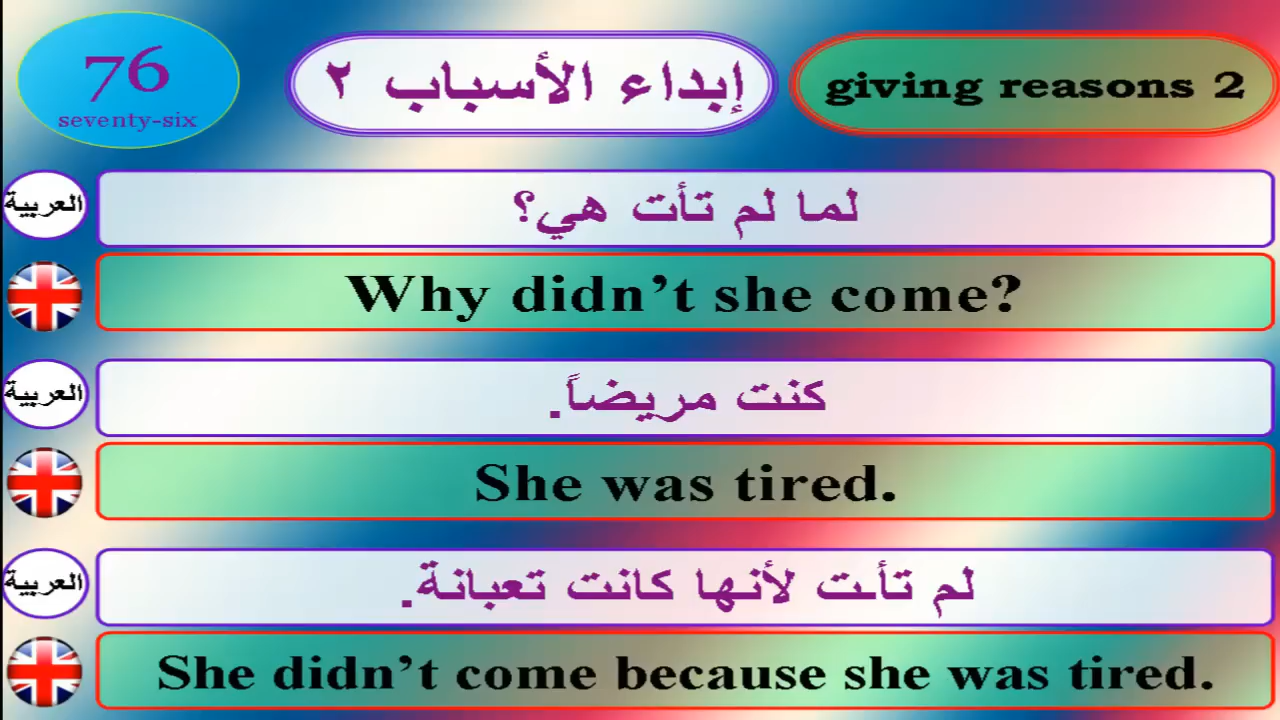 76
seventy-six
إبداء الأسباب ٢
giving reasons 2
العربية
لما لم تأت هي؟
Why didn’t she come?
العربية
كنت مريضاً.
She was tired.
العربية
لم تأت لأنها كانت تعبانة.
She didn’t come because she was tired.